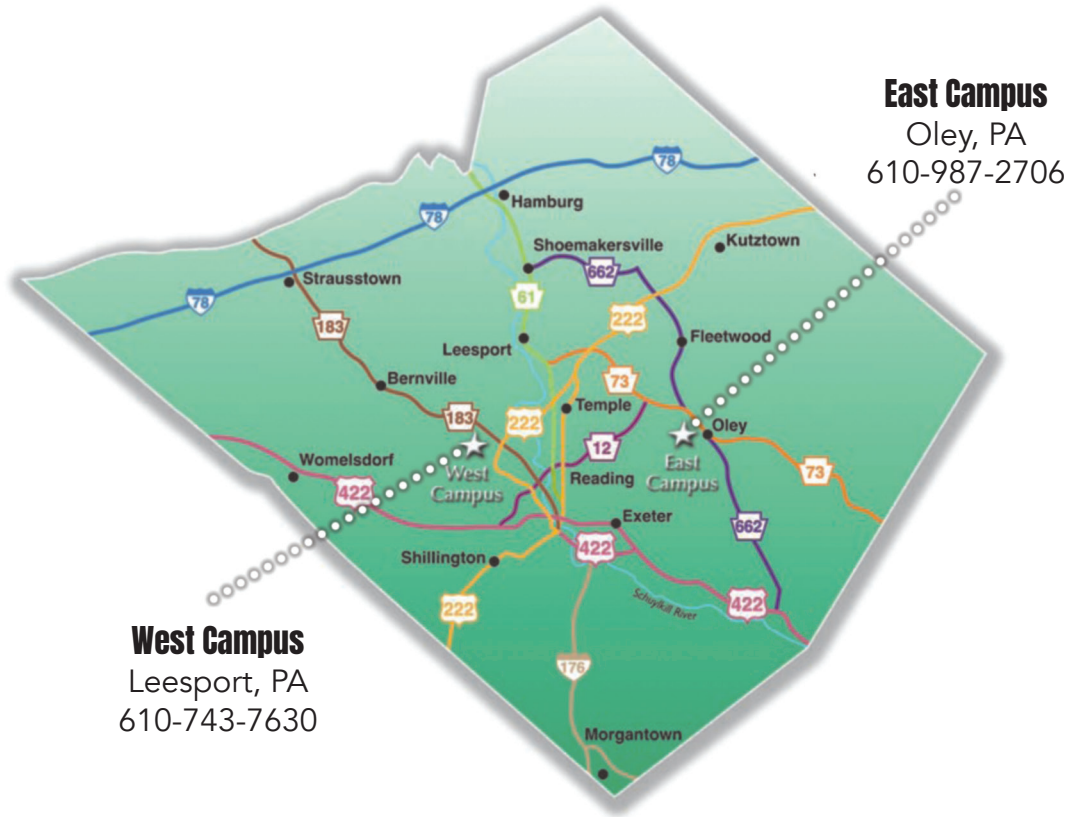 East Campus
Oley, PA
610-987-2706
78
Hamburg
78
Kutztown
Shoemakersville
662
Strausstown
61
78
222
183
Fleetwood
Leesport
73
Bernville
Temple
183
222
Oley
12
West
Campus
East
Campus
Womelsdorf
Reading
73
422
Exeter
662
422
Shillington
Schuylkill River
422
222
West Campus
Leesport, PA
610-743-7630
176
Morgantown